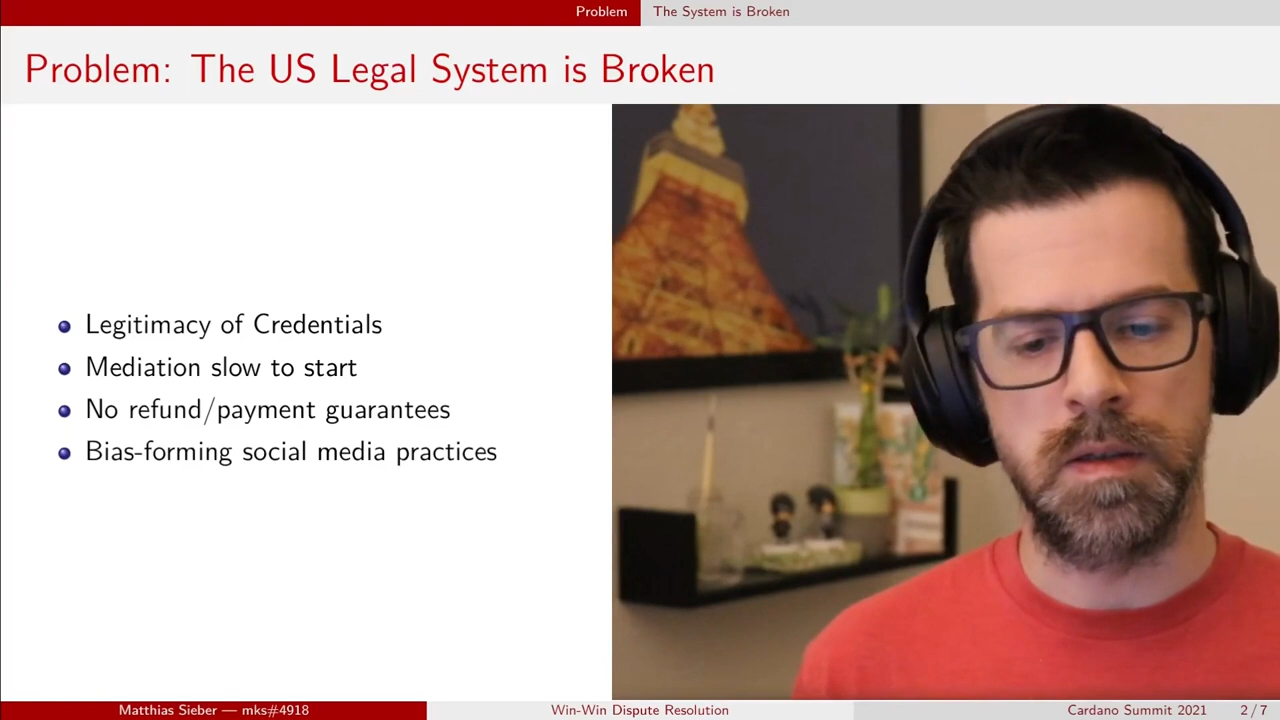 Problem
The System is Broken
Problem: The US Legal System is Broken
Legitimacy of Credentials
Mediation slow to start
No refund/payment guarantees
Bias-forming social media practices
Matthias Sieber — mks#4918
Win-Win Dispute Resolution
Cardano Summit 2021
2 / 7